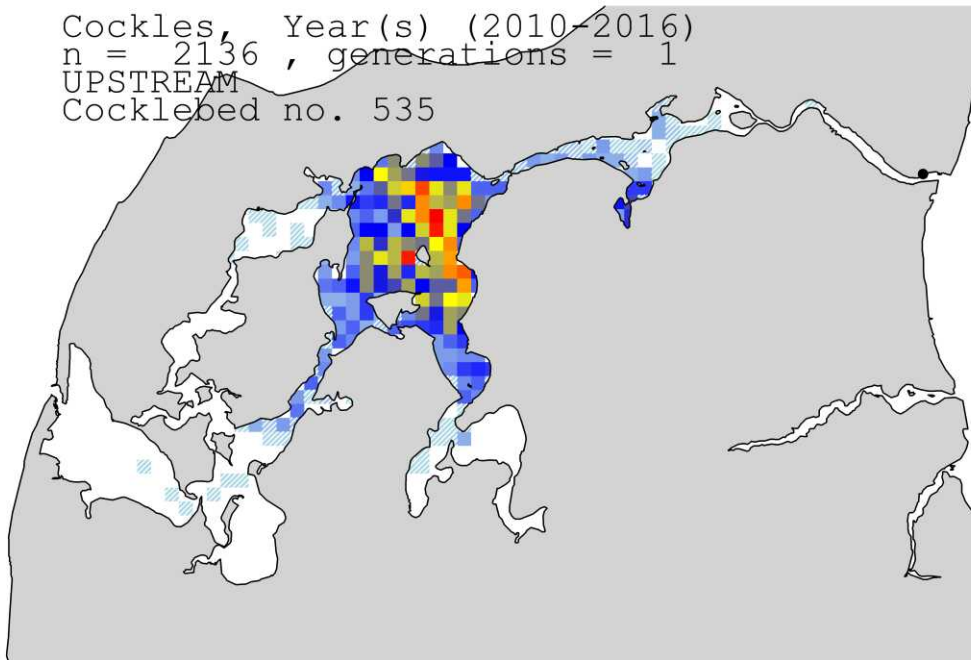 Cockles, Year(s) (2010-2016)
n = 2136 , generations = 1
UPSTREAM
Cocklebed no. 535